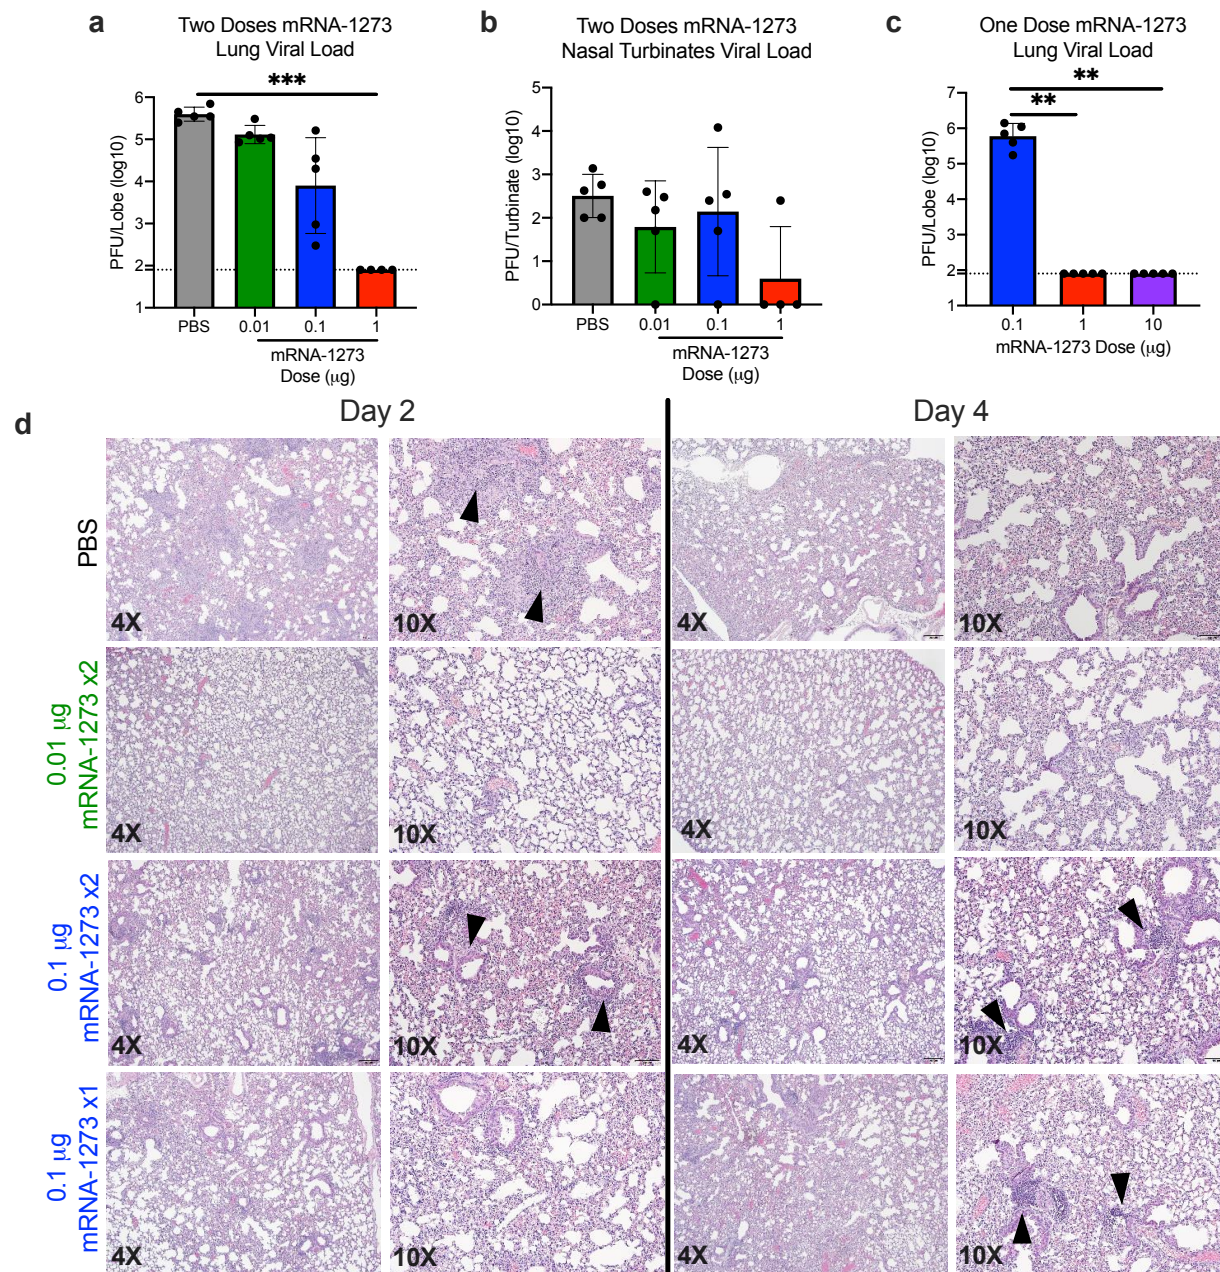 a
Two Doses mRNA-1273
Lung Viral Load
***
PFU/Lobe (log10)
6
5
4
3
2
1
PBS
0.01
0.1
1
mRNA-1273
Dose (μg)
b
Two Doses mRNA-1273
Nasal Turbinates Viral Load
PFU/Turbinate (log10)
5
4
3
2
1
0
PBS
0.01
0.1
1
mRNA-1273
Dose (μg)
c
One Dose mRNA-1273
Lung Viral Load
**
**
PFU/Lobe (log10)
7
6
5
4
3
2
1
0.1
1
10
mRNA-1273 Dose (μg)
d
Day 2
Day 4
PBS
4X
10X
4X
10X
0.01 μg
mRNA-1273 x2
4X
10X
4X
10X
0.1 μg
mRNA-1273 x2
4X
10X
4X
10X
0.1 μg
mRNA-1273 x1
4X
10X
4X
10X